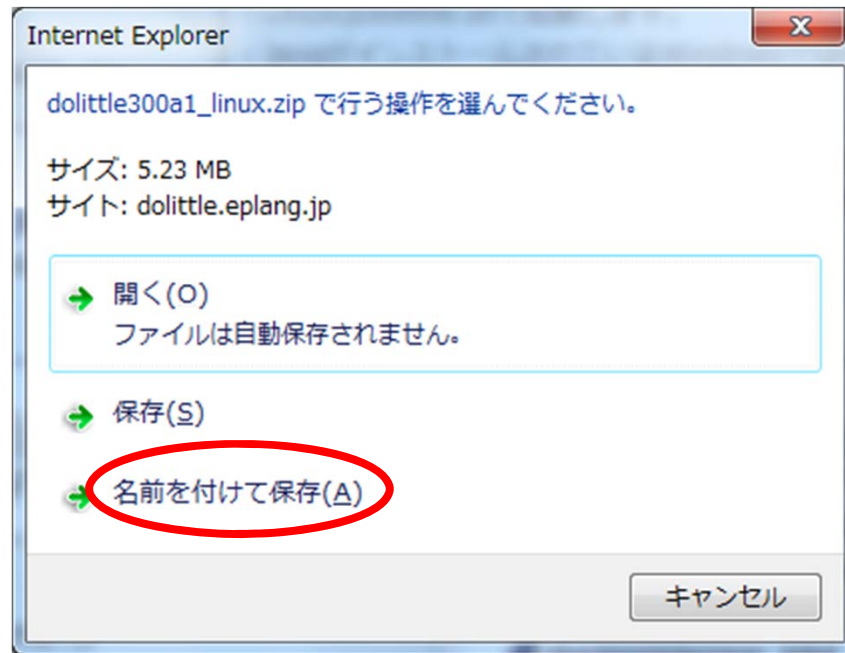 Internet Explorer
dolittle300a1_linux.zip で行う操作を選んでください。
サイズ: 5.23 MB
サイト: dolittle.eplang.jp
開く(O)
ファイルは自動保存されません。
保存(S)
名前を付けて保存(A)
キャンセル